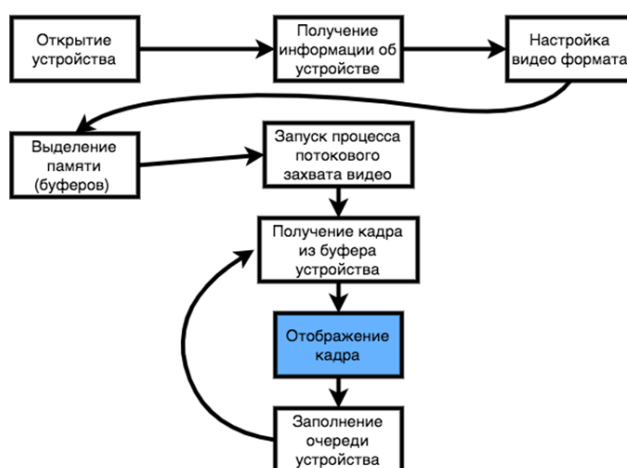 Открытие
устройства
Получение
информации об
устройстве
Настройка
видео формата
Выделение
памяти
(буферов)
Запуск процесса
потокового
захвата видео
Получение кадра
из буфера
устройства
Отображение
кадра
Заполнение
очереди
устройства